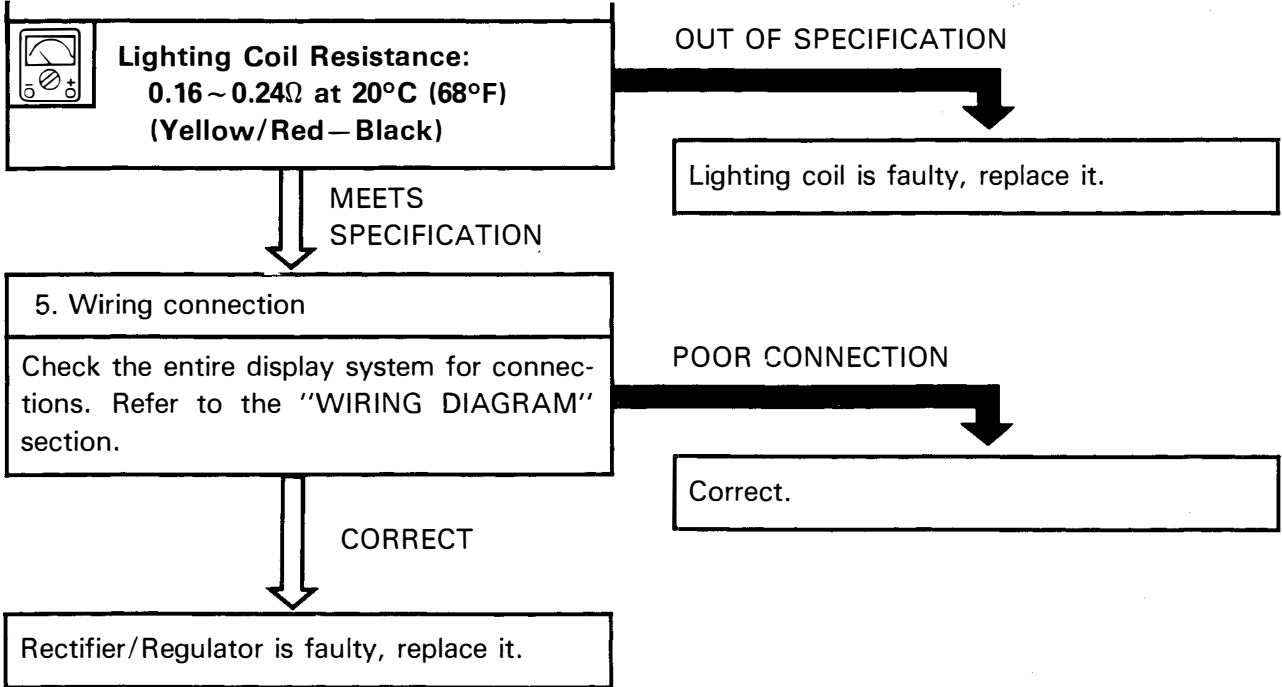 Lighting Coil Resistance:
0.16~0.24Ω at 20°C (68°F)
(Yellow/Red—Black)
OUT OF SPECIFICATION
Lighting coil is faulty, replace it.
MEETS
SPECIFICATION
5. Wiring connection
Check the entire display system for connec-
tions. Refer to the "WIRING DIAGRAM"
section.
POOR CONNECTION
Correct.
CORRECT
Rectifier/Regulator is faulty, replace it.